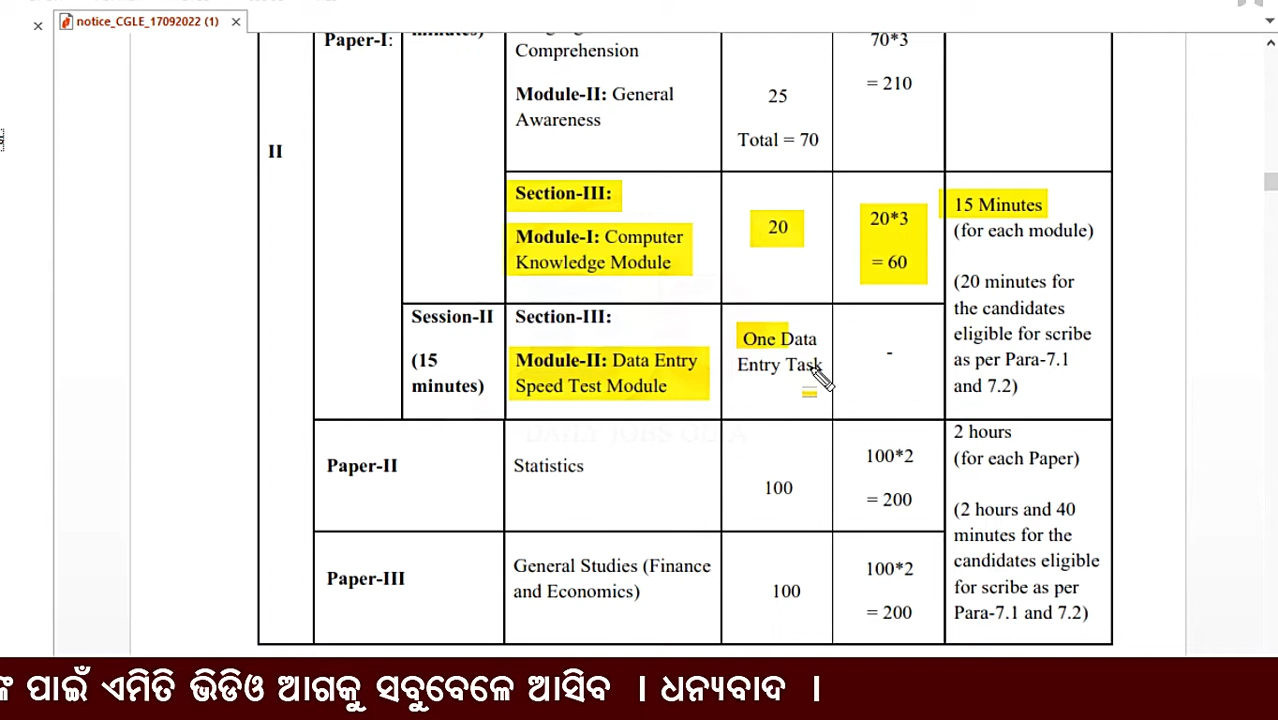 notice_CGLE_17092022 (1)
Paper-I:
Comprehension
70*3
= 210
Module-II: General
Awareness
25
Total = 70
II
Section-III:
Module-I: Computer
Knowledge Module
20
20*3
= 60
15 Minutes
(for each module)
(20 minutes for
the candidates
eligible for scribe
as per Para-7.1
and 7.2)
Session-II
(15
minutes)
Section-III:
Module-II: Data Entry
Speed Test Module
One Data
Entry Task
-
Paper-II
Statistics
100
100*2
= 200
2 hours
(for each Paper)
(2 hours and 40
minutes for the
candidates eligible
for scribe as per
Para-7.1 and 7.2)
Paper-III
General Studies (Finance
and Economics)
100
100*2
= 200
ପାଇଁ ଏମିତି ଭିଡିଓ ଆଗକୁ ସବୁବେଳେ ଆସିବ । ଧନ୍ୟବାଦ ।